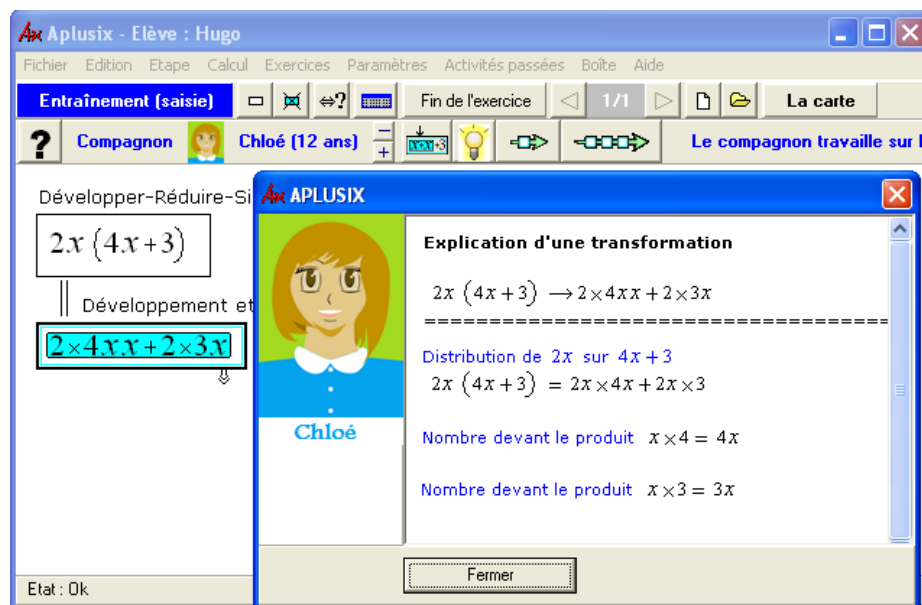 Aplusix - Elève : Hugo
Fichier Edition Etape Calcul Exercices Paramètres Activités passées Boîte Aide
Entraînement (saisie) ⇔? Fin de l'exercice 1/1 La carte
? Compagnon Chloé (12 ans) - + Le compagnon travaille sur
Développer-Réduire-Si
2x (4x+3)
Développement et
2×4xx+2×3x
APLUSIX
Explication d'une transformation
2x (4x+3) →2×4xx+2×3x
====================================
Distribution de 2x sur 4x+3
2x (4x+3) = 2x×4x+2x×3
Nombre devant le produit x×4 = 4x
Nombre devant le produit x×3 = 3x
Chloé
Fermer
Etat : Ok